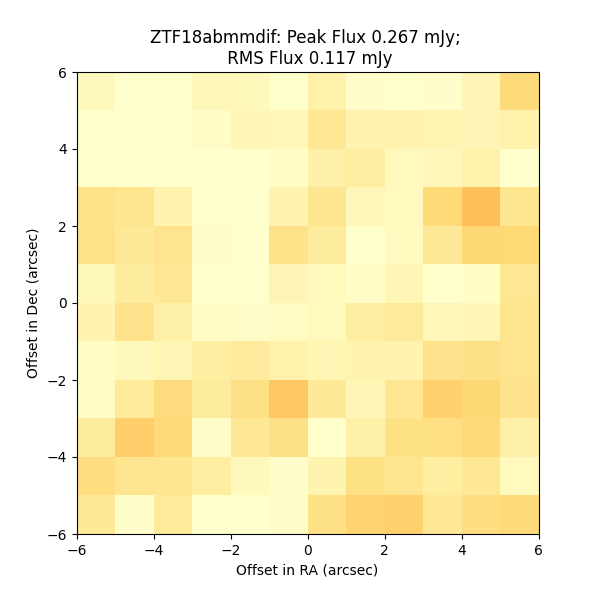 ZTF18abmmdif: Peak Flux 0.267 mJy;
RMS Flux 0.117 mJy
6
4
2
0
−2
−4
−6
Offset in Dec (arcsec)
−6 −4 −2 0 2 4 6
Offset in RA (arcsec)